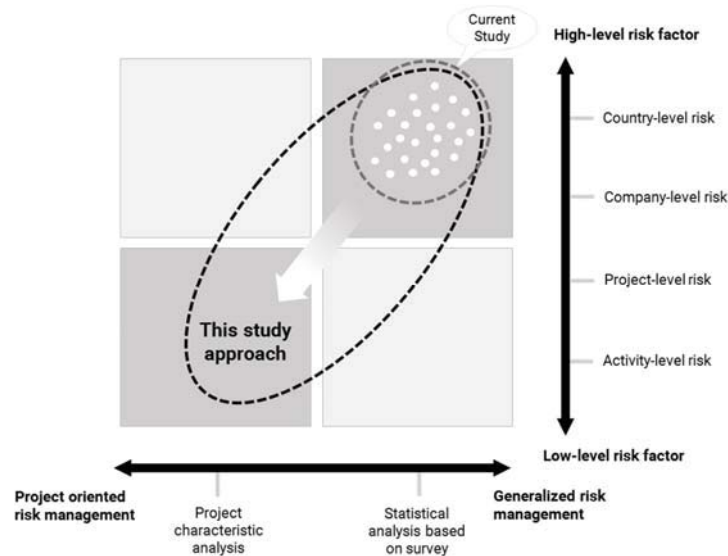 Current
Study
High-level risk factor
Country-level risk
Company-level risk
Project-level risk
This study
approach
Activity-level risk
Low-level risk factor
Project oriented
risk management
Project
characteristic
analysis
Statistical
analysis based
on survey
Generalized risk
management